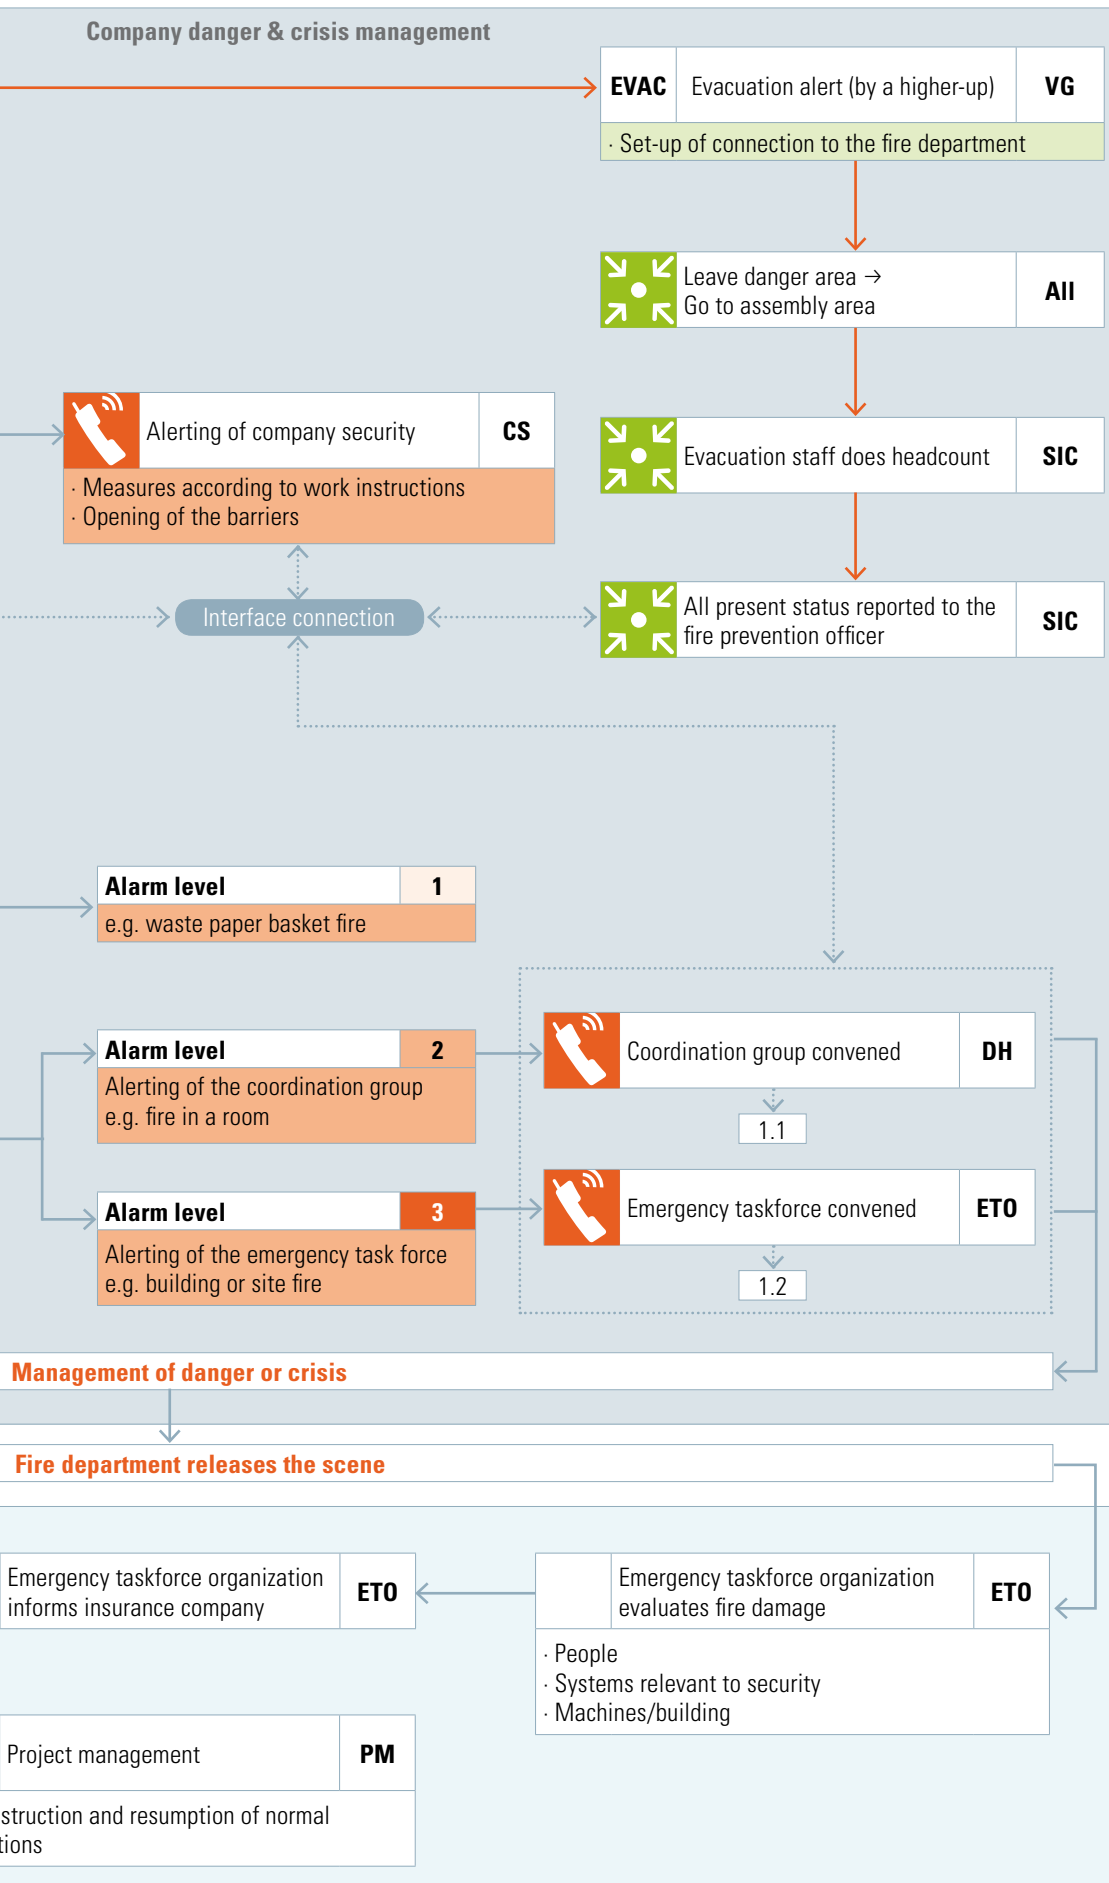 Company danger & crisis management
EVAC
Evacuation alert (by a higher-up)
VG
· Set-up of connection to the fire department
Leave danger area →
Go to assembly area
All
Alerting of company security
CS
· Measures according to work instructions
· Opening of the barriers
Evacuation staff does headcount
SIC
Interface connection
All present status reported to the
fire prevention officer
SIC
Alarm level
1
e.g. waste paper basket fire
Alarm level
2
Alerting of the coordination group
e.g. fire in a room
Coordination group convened
DH
1.1
Alarm level
3
Alerting of the emergency task force
e.g. building or site fire
Emergency taskforce convened
ETO
1.2
Management of danger or crisis
Fire department releases the scene
Emergency taskforce organization
informs insurance company
ETO
Emergency taskforce organization
evaluates fire damage
ETO
· People
· Systems relevant to security
· Machines/building
Project management
PM
struction and resumption of normal
tions